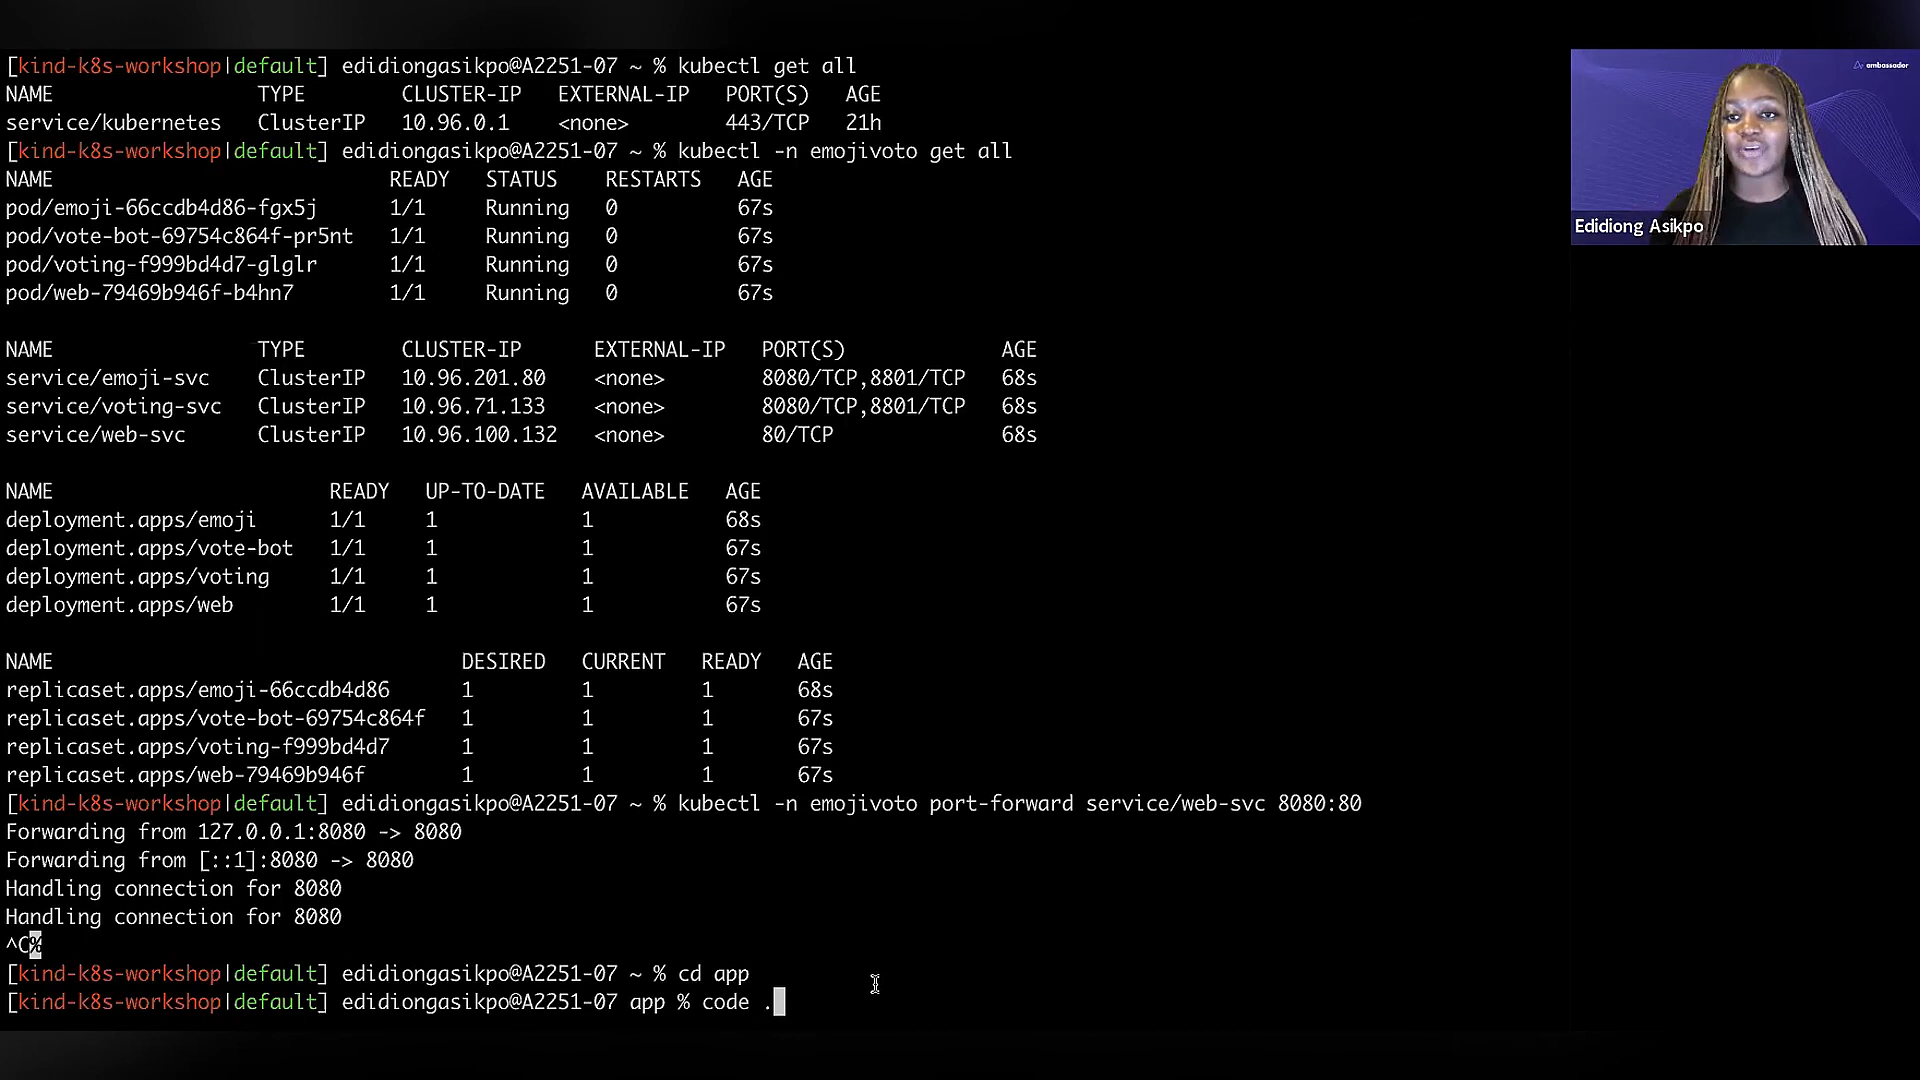 [kind-k8s-workshop|default] edidiongasikpo@A2251-07 ~ % kubectl get all
NAME TYPE CLUSTER-IP EXTERNAL-IP PORT(S) AGE
service/kubernetes ClusterIP 10.96.0.1 <none> 443/TCP 21h
[kind-k8s-workshop|default] edidiongasikpo@A2251-07 ~ % kubectl -n emojivoto get all
NAME READY STATUS RESTARTS AGE
pod/emoji-66ccdb4d86-fgx5j 1/1 Running 0 67s
pod/vote-bot-69754c864f-pr5nt 1/1 Running 0 67s
pod/voting-f999bd4d7-glglr 1/1 Running 0 67s
pod/web-79469b946f-b4hn7 1/1 Running 0 67s
NAME TYPE CLUSTER-IP EXTERNAL-IP PORT(S) AGE
service/emoji-svc ClusterIP 10.96.201.80 <none> 8080/TCP,8801/TCP 68s
service/voting-svc ClusterIP 10.96.71.133 <none> 8080/TCP,8801/TCP 68s
service/web-svc ClusterIP 10.96.100.132 <none> 80/TCP 68s
NAME READY UP-TO-DATE AVAILABLE AGE
deployment.apps/emoji 1/1 1 1 68s
deployment.apps/vote-bot 1/1 1 1 67s
deployment.apps/voting 1/1 1 1 67s
deployment.apps/web 1/1 1 1 67s
NAME DESIRED CURRENT READY AGE
replicaset.apps/emoji-66ccdb4d86 1 1 1 68s
replicaset.apps/vote-bot-69754c864f 1 1 1 67s
replicaset.apps/voting-f999bd4d7 1 1 1 67s
replicaset.apps/web-79469b946f 1 1 1 67s
[kind-k8s-workshop|default] edidiongasikpo@A2251-07 ~ % kubectl -n emojivoto port-forward service/web-svc 8080:80
Forwarding from 127.0.0.1:8080 -> 8080
Forwarding from [::1]:8080 -> 8080
Handling connection for 8080
Handling connection for 8080
^C%
[kind-k8s-workshop|default] edidiongasikpo@A2251-07 ~ % cd app
[kind-k8s-workshop|default] edidiongasikpo@A2251-07 app % code .
ambassador
Edidiong Asikpo